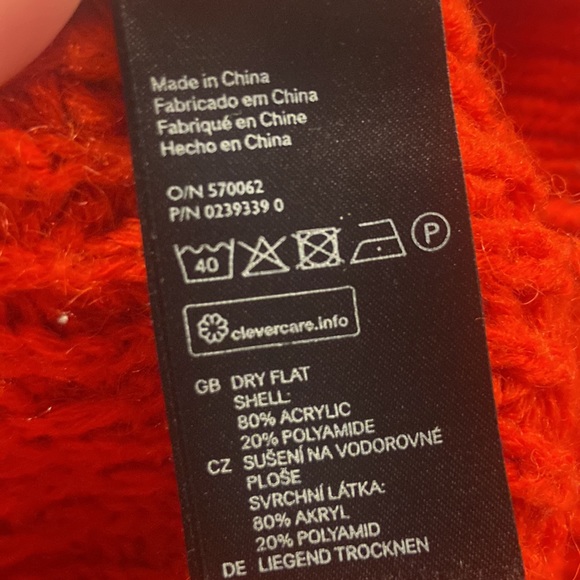 Made in China
Fabricado em China
Fabriqué en Chine
Hecho en China
O/N 570062
P/N 0239339 0
40 P
clevercare.info
GB DRY FLAT
SHELL:
80% ACRYLIC
20% POLYAMIDE
CZ SUŠENÍ NA VODOROVNÉ
PLOŠE
SVRCHNÍ LÁTKA:
80% AKRYL
20% POLYAMID
DE LIEGEND TROCKNEN